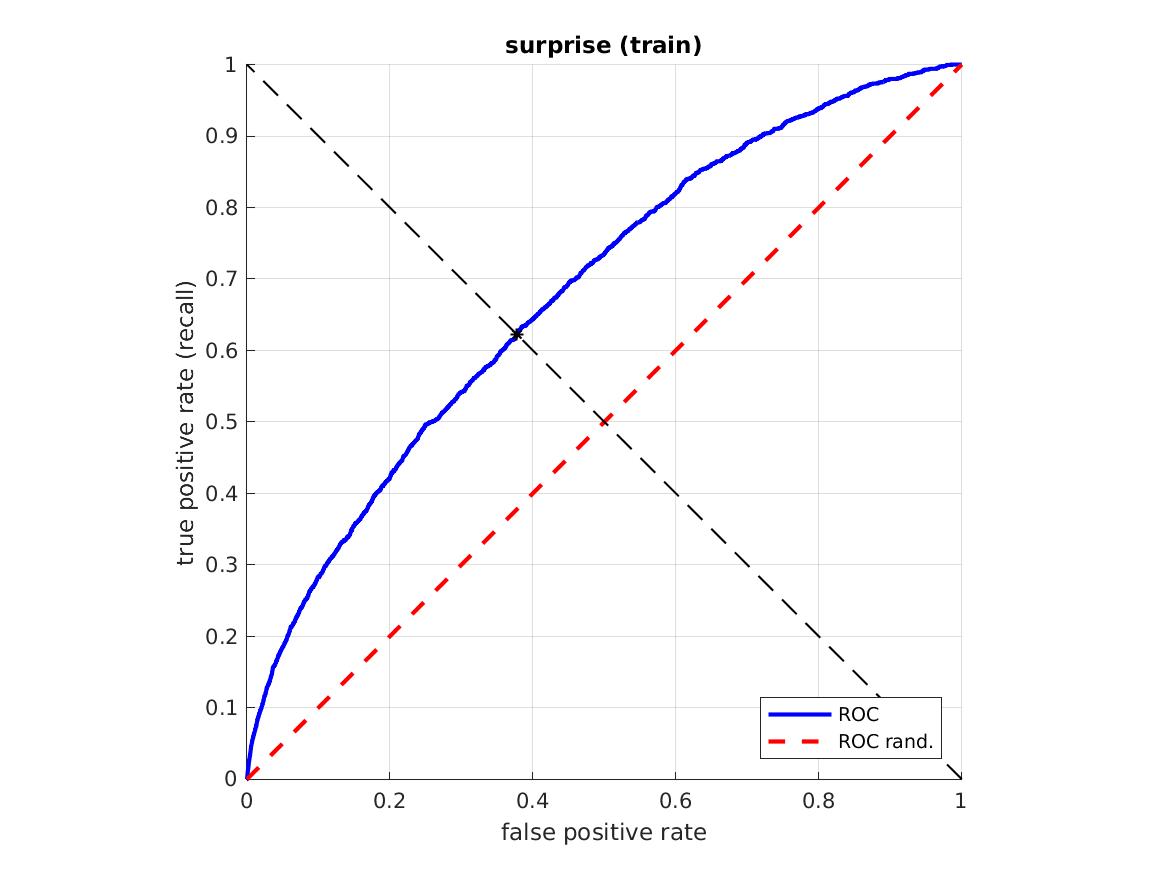 surprise (train)
1
0.9
0.8
0.7
0.6
0.5
0.4
0.3
0.2
0.1
0
true positive rate (recall)
ROC
ROC rand.
0 0.2 0.4 0.6 0.8 1
false positive rate